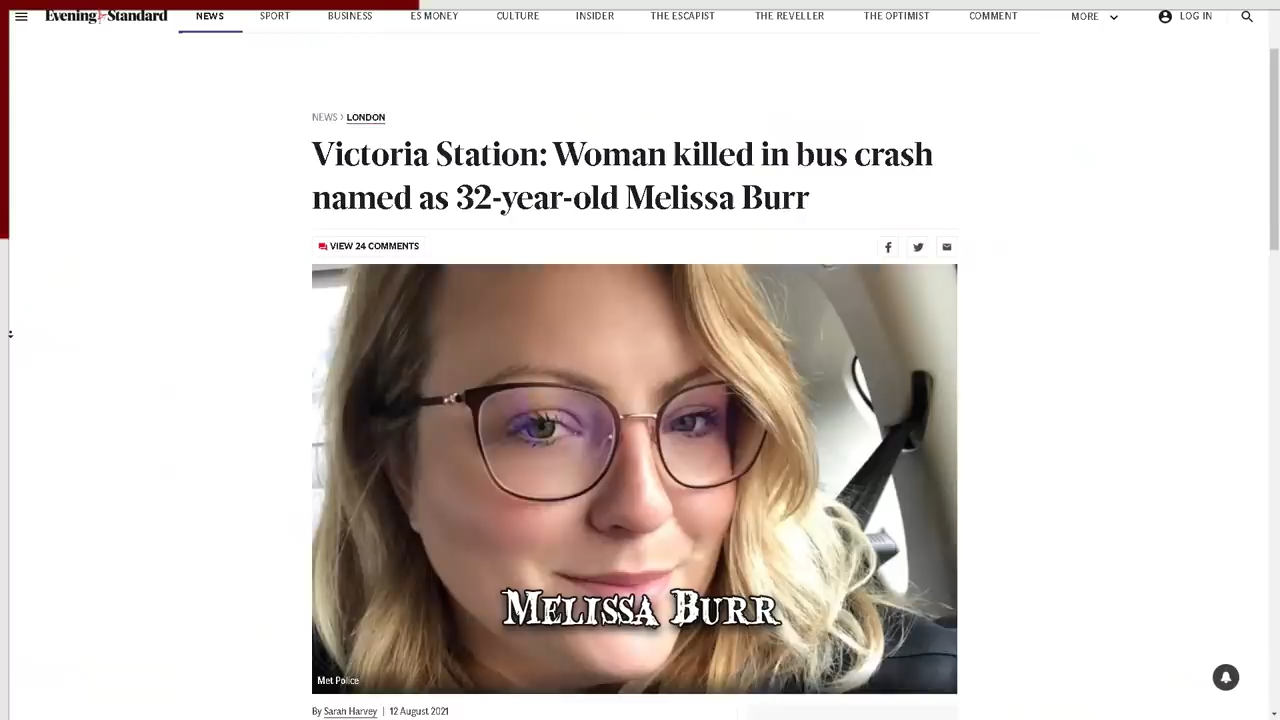 Evening Standard
NEWS SPORT BUSINESS ES MONEY CULTURE INSIDER THE ESCAPIST THE REVELLER THE OPTIMIST COMMENT MORE LOG IN
NEWS › LONDON
Victoria Station: Woman killed in bus crash
named as 32-year-old Melissa Burr
VIEW 24 COMMENTS
MELISSA BURR
Met Police
By Sarah Harvey | 12 August 2021